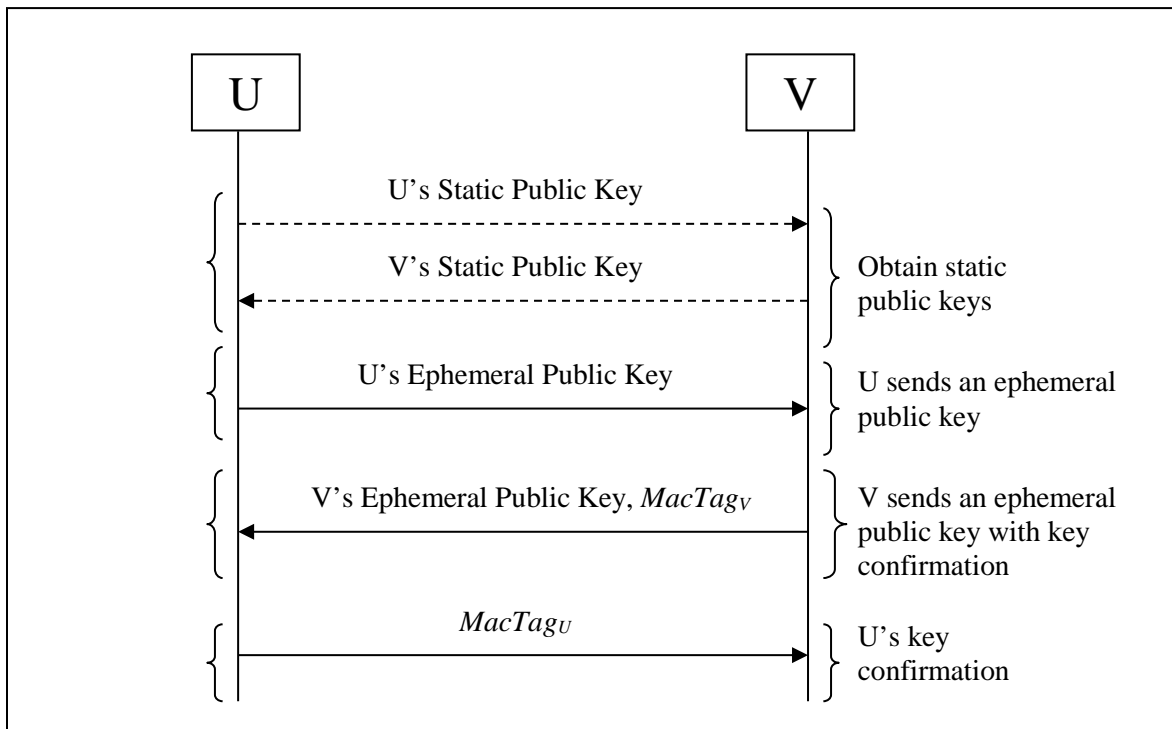 U
V
U’s Static Public Key
V’s Static Public Key
Obtain static
public keys
U’s Ephemeral Public Key
U sends an ephemeral
public key
V’s Ephemeral Public Key, MacTagV
V sends an ephemeral
public key with key
confirmation
MacTagU
U’s key
confirmation